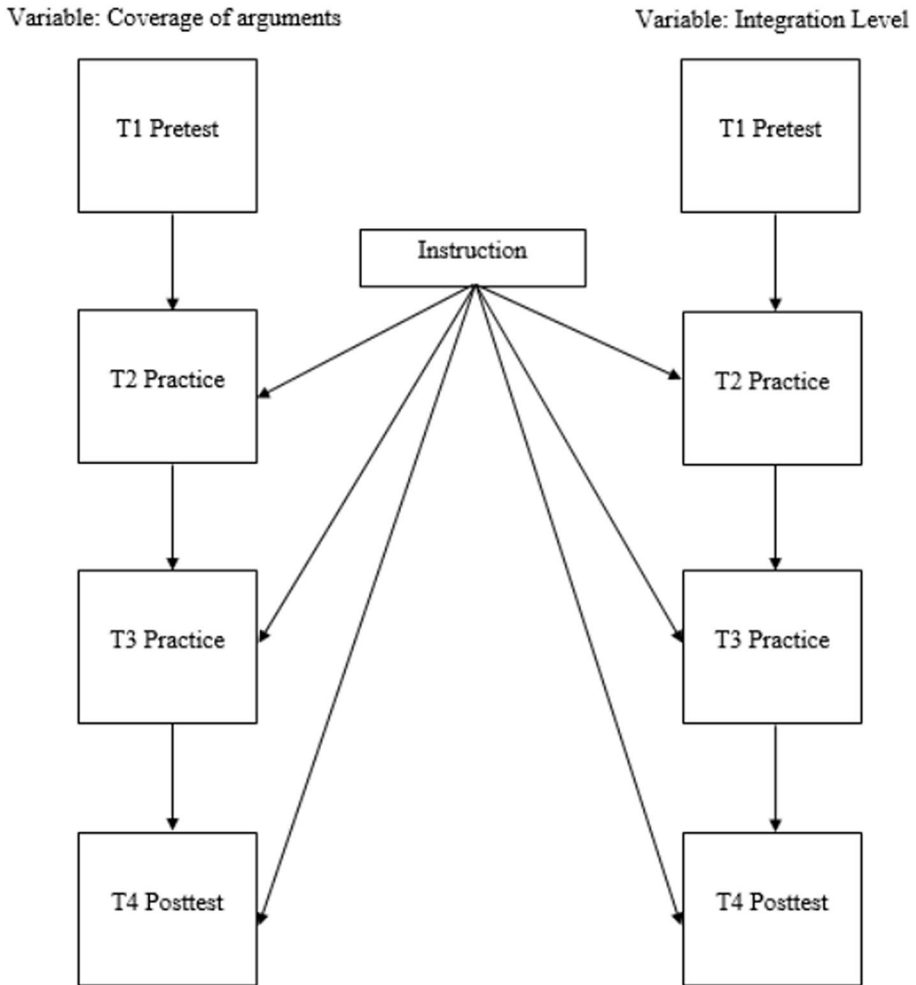 Variable: Coverage of arguments
Variable: Integration Level
T1 Pretest
T1 Pretest
Instruction
T2 Practice
T2 Practice
T3 Practice
T3 Practice
T4 Posttest
T4 Posttest